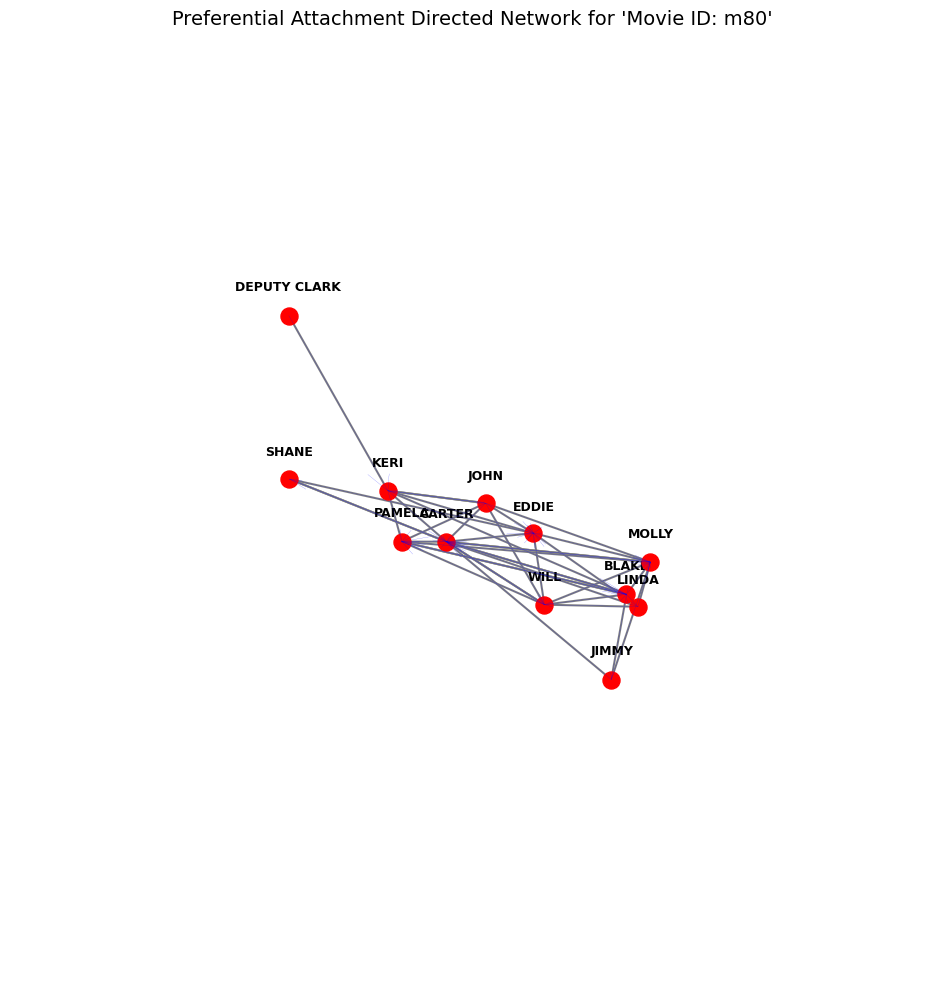 Preferential Attachment Directed Network for 'Movie ID: m80'
DEPUTY CLARK
SHANE
KERI
JOHN
EDDIE
PAMELA
CARTER
MOLLY
BLAKE
WILL
LINDA
JIMMY